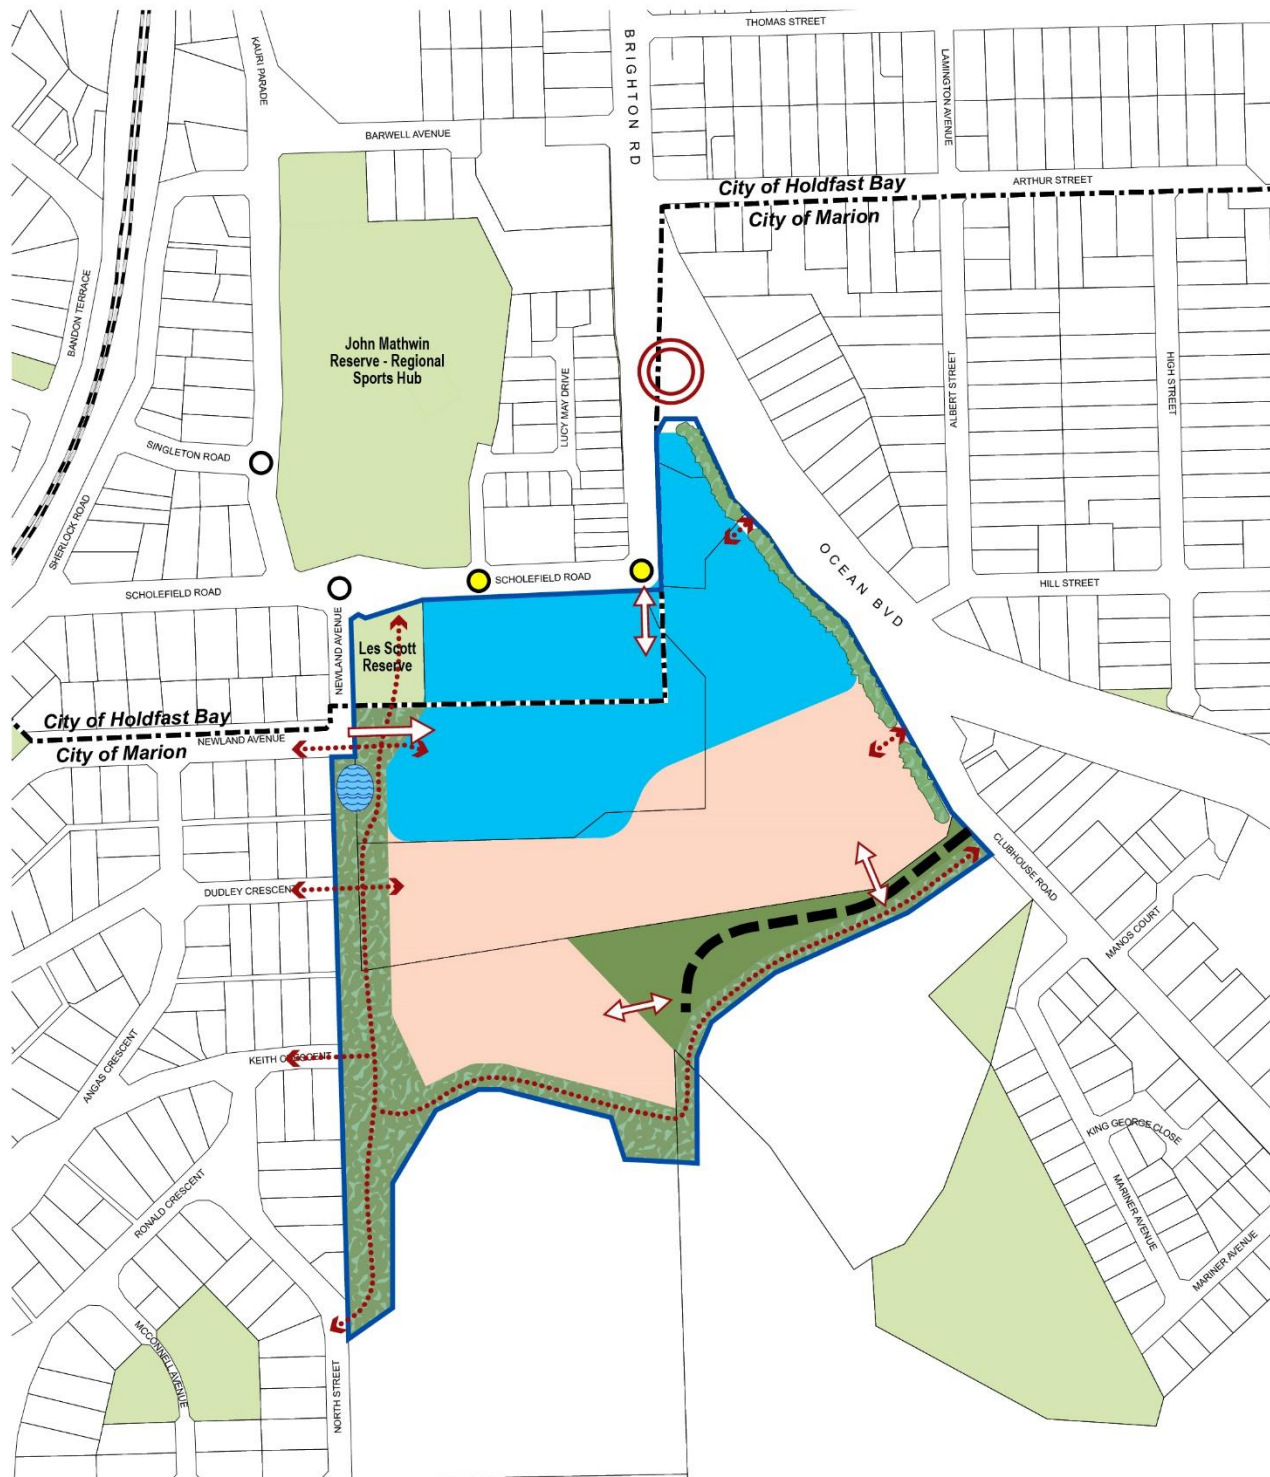 THOMAS STREET
KAURI PARADE
BRIGHTON RD
LAMINGTON AVENUE
BARWELL AVENUE
ARTHUR STREET
City of Holdfast Bay
City of Marion
BANDON TERRACE
John Mathwin
Reserve - Regional
Sports Hub
LUCY MAY DRIVE
ALBERT STREET
HIGH STREET
SINGLETON ROAD
SHERLOCK ROAD
OCEAN BVD
SCHOLEFIELD ROAD
SCHOLEFIELD ROAD
HILL STREET
NEWLAND AVENUE
Les Scott
Reserve
City of Holdfast Bay
City of Marion
NEWLAND AVENUE
CLUBHOUSE ROAD
DUDLEY CRESCENT
MANOS COURT
ANGAS CRESCENT
KEITH CRESCENT
KING GEORGE CLOSE
RONALD CRESCENT
MARINER AVENUE
MARINER AVENUE
MCCONNELL AVENUE
NORTH STREET